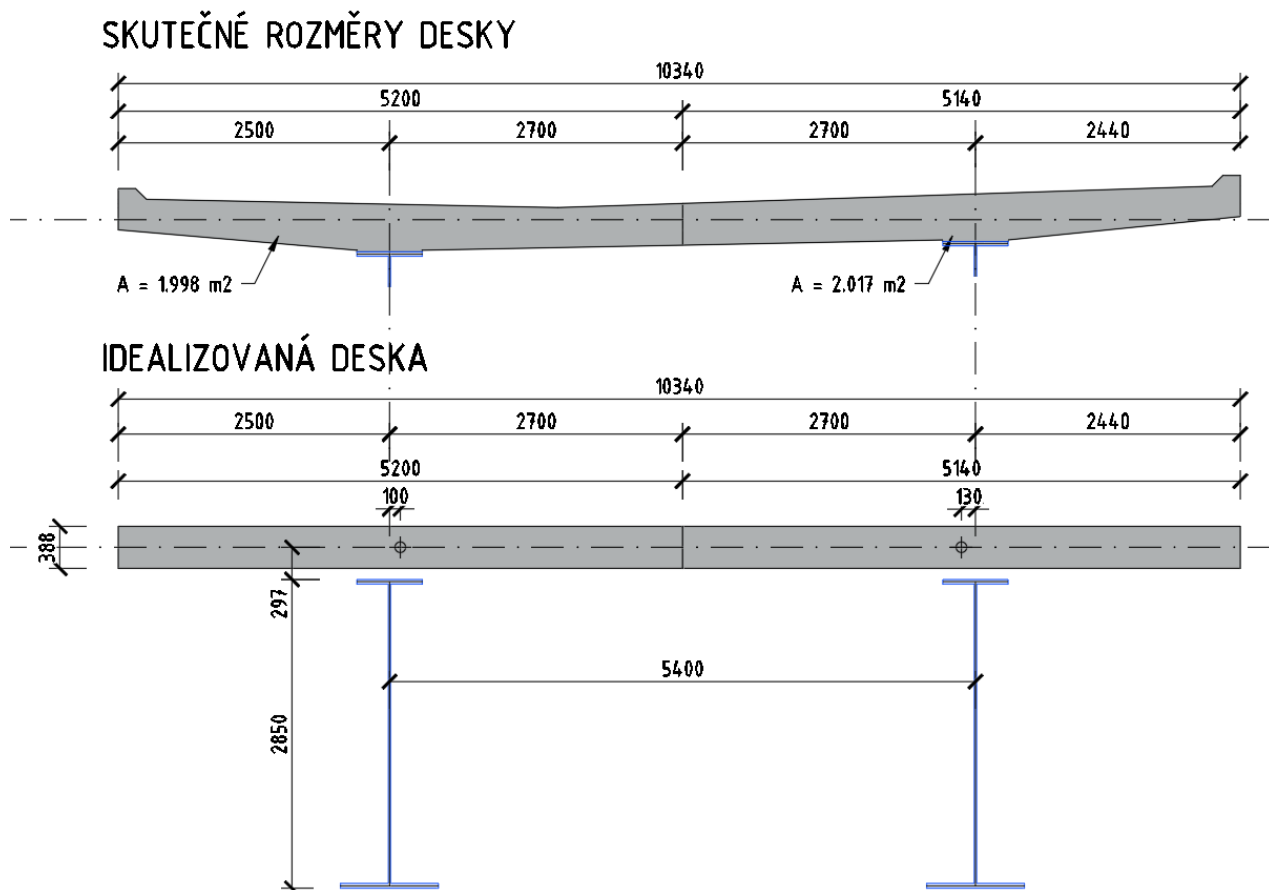 SKUTEČNÉ ROZMĚRY DESKY
10340
5200 5140
2500 2700 2700 2440
A = 1.998 m2 A = 2.017 m2
IDEALIZOVANÁ DESKA
10340
2500 2700 2700 2440
5200 5140
100 130
388
297
5400
2850